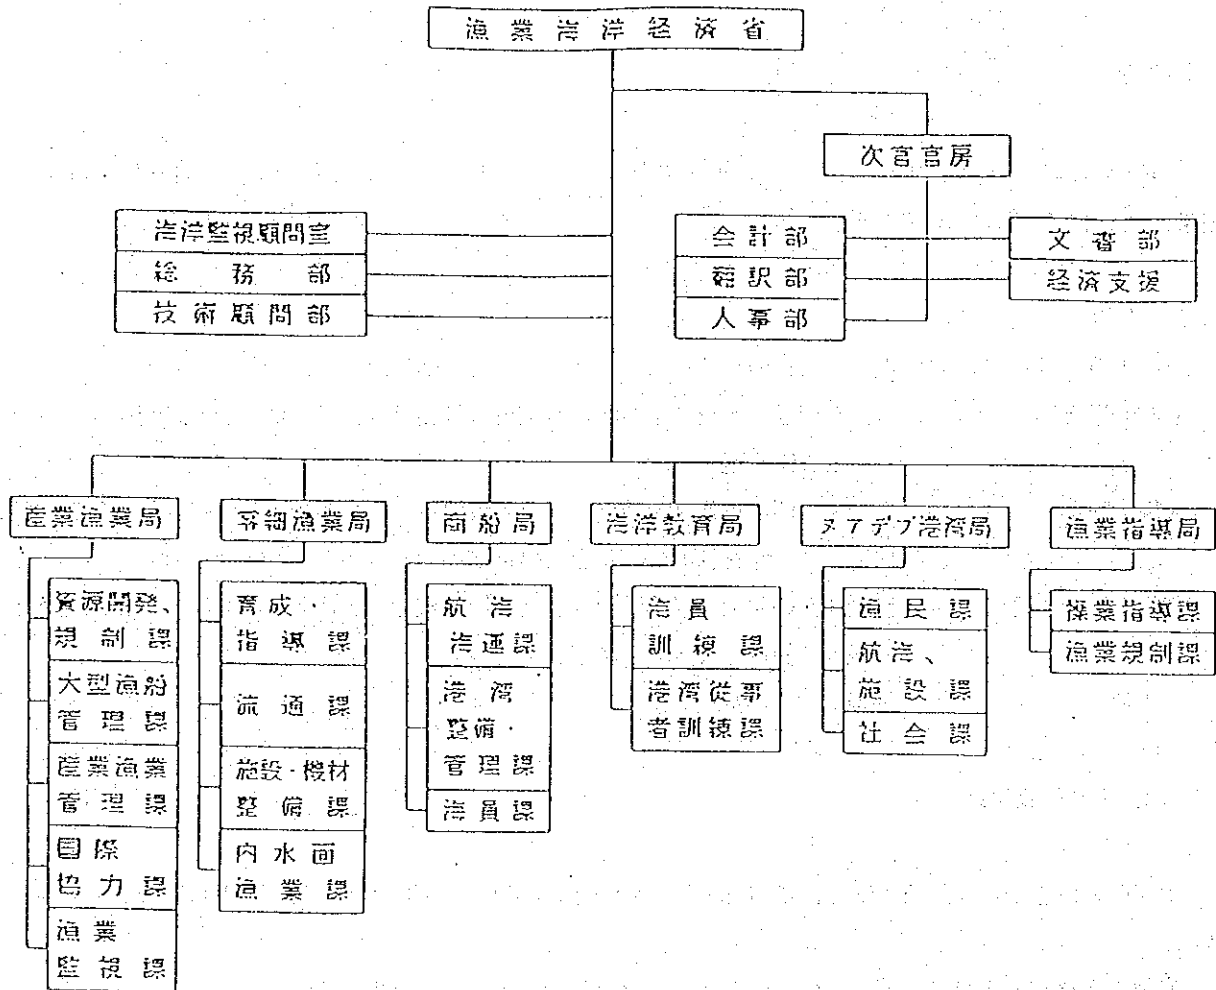 漁業海洋経済省
次官官房
海洋監視顧問室
総務部
技術顧問部
会計部
翻訳部
人事部
文書部
経済支援
産業漁業局
資源開発、
規制課
大型漁船
管理課
産業漁業
管理課
国際
協力課
漁業
監視課
零細漁業局
育成・
指導課
流通課
施設・機材
整備課
内水面
漁業課
商船局
航海
海運課
港湾
整備・
管理課
海員課
海洋教育局
海員
訓練課
港湾従事
者訓練課
ヌアデブ港湾局
漁民課
航海、
施設課
社会課
漁業指導局
操業指導課
漁業規制課